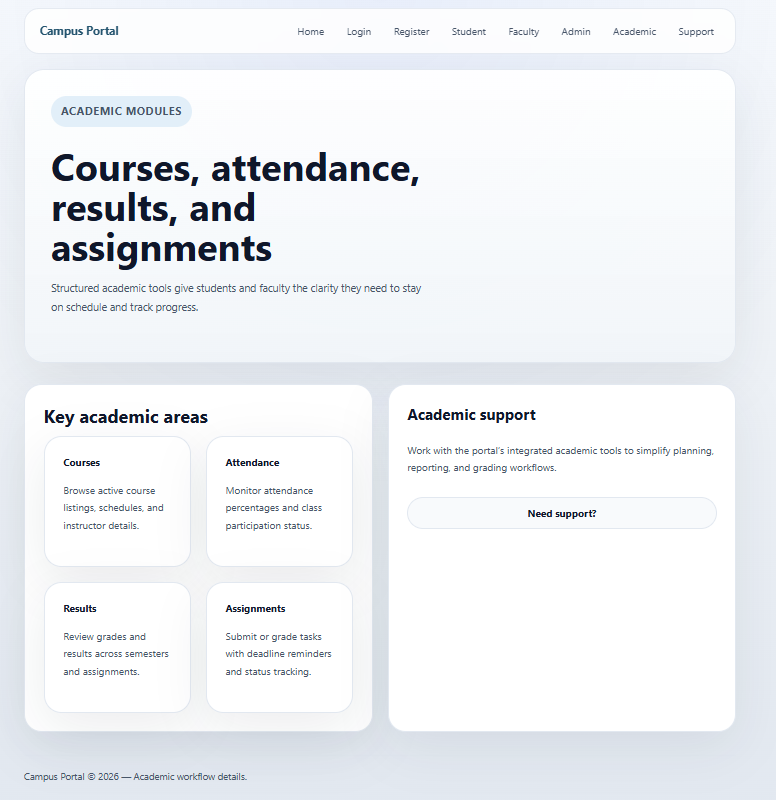 Campus Portal
Home Login Register Student Faculty Admin Academic Support
ACADEMIC MODULES
Courses, attendance,
results, and
assignments
Structured academic tools give students and faculty the clarity they need to stay
on schedule and track progress.
Key academic areas
Courses
Browse active course
listings, schedules, and
instructor details.
Attendance
Monitor attendance
percentages and class
participation status.
Results
Review grades and
results across semesters
and assignments.
Assignments
Submit or grade tasks
with deadline reminders
and status tracking.
Academic support
Work with the portal's integrated academic tools to simplify planning,
reporting, and grading workflows.
Need support?
Campus Portal © 2026 — Academic workflow details.